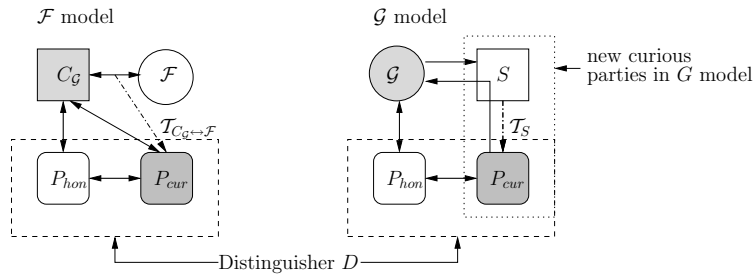 𝓕 model
𝓖 model
C_𝓖
𝓕
𝓖
S
new curious
parties in G model
𝓣_{C_𝓖↔𝓕}
𝓣_S
P_hon
P_cur
P_hon
P_cur
Distinguisher D